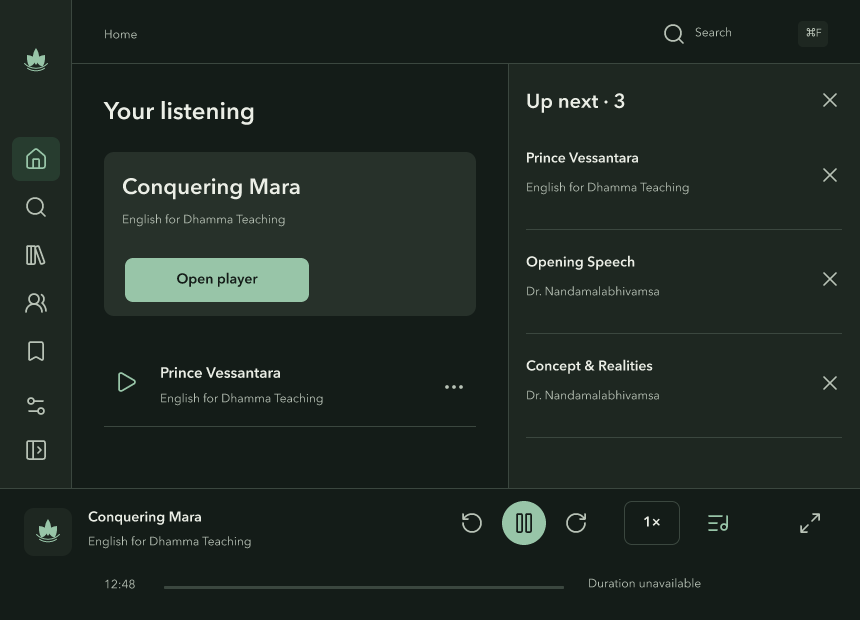 Home
Search
⌘F
Your listening
Conquering Mara
English for Dhamma Teaching
Open player
Prince Vessantara
English for Dhamma Teaching
Up next · 3
Prince Vessantara
English for Dhamma Teaching
Opening Speech
Dr. Nandamalabhivamsa
Concept & Realities
Dr. Nandamalabhivamsa
Conquering Mara
English for Dhamma Teaching
1×
12:48
Duration unavailable